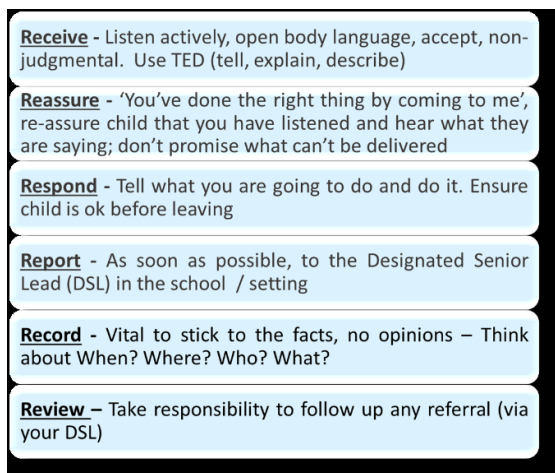 Receive - Listen actively, open body language, accept, non-
judgmental.  Use TED (tell, explain, describe)
Reassure - ‘You’ve done the right thing by coming to me’,
re-assure child that you have listened and hear what they
are saying; don’t promise what can’t be delivered
Respond - Tell what you are going to do and do it. Ensure
child is ok before leaving
Report - As soon as possible, to the Designated Senior
Lead (DSL) in the school  / setting
Record - Vital to stick to the facts, no opinions – Think
about When? Where? Who? What?
Review – Take responsibility to follow up any referral (via
your DSL)